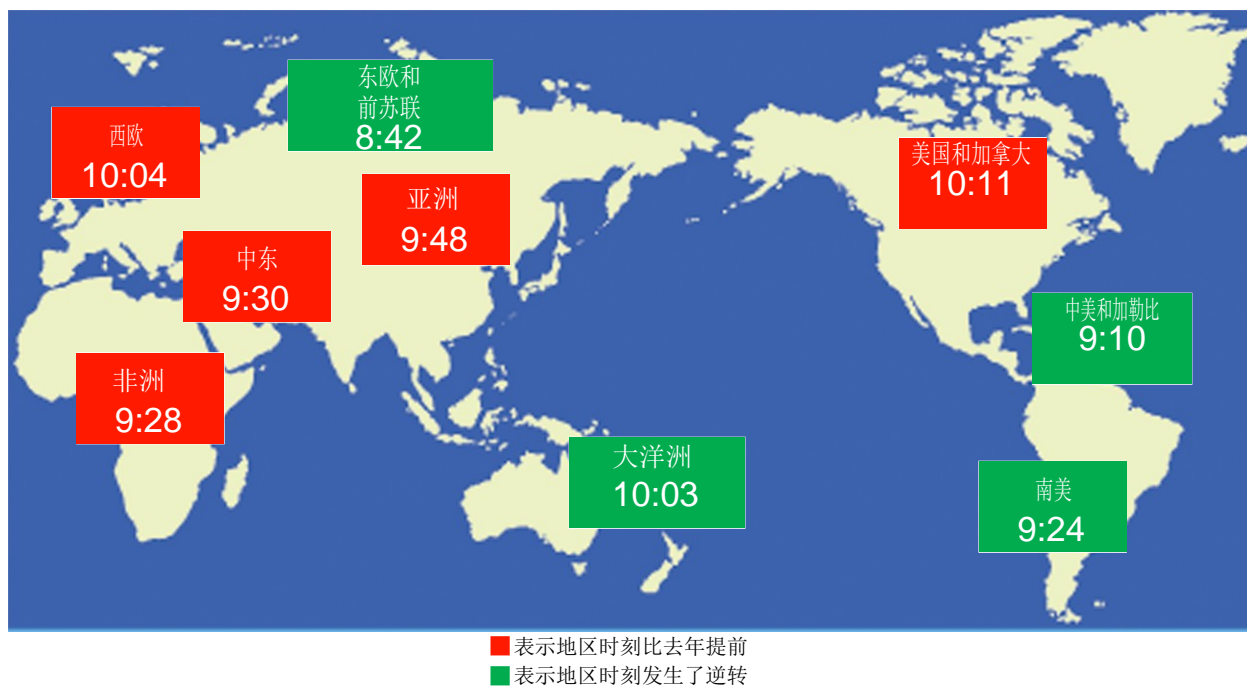 东欧和
前苏联
8:42
西欧
10:04
美国和加拿大
10:11
亚洲
9:48
中东
9:30
中美和加勒比
9:10
非洲
9:28
大洋洲
10:03
南美
9:24
表示地区时刻比去年提前
表示地区时刻发生了逆转